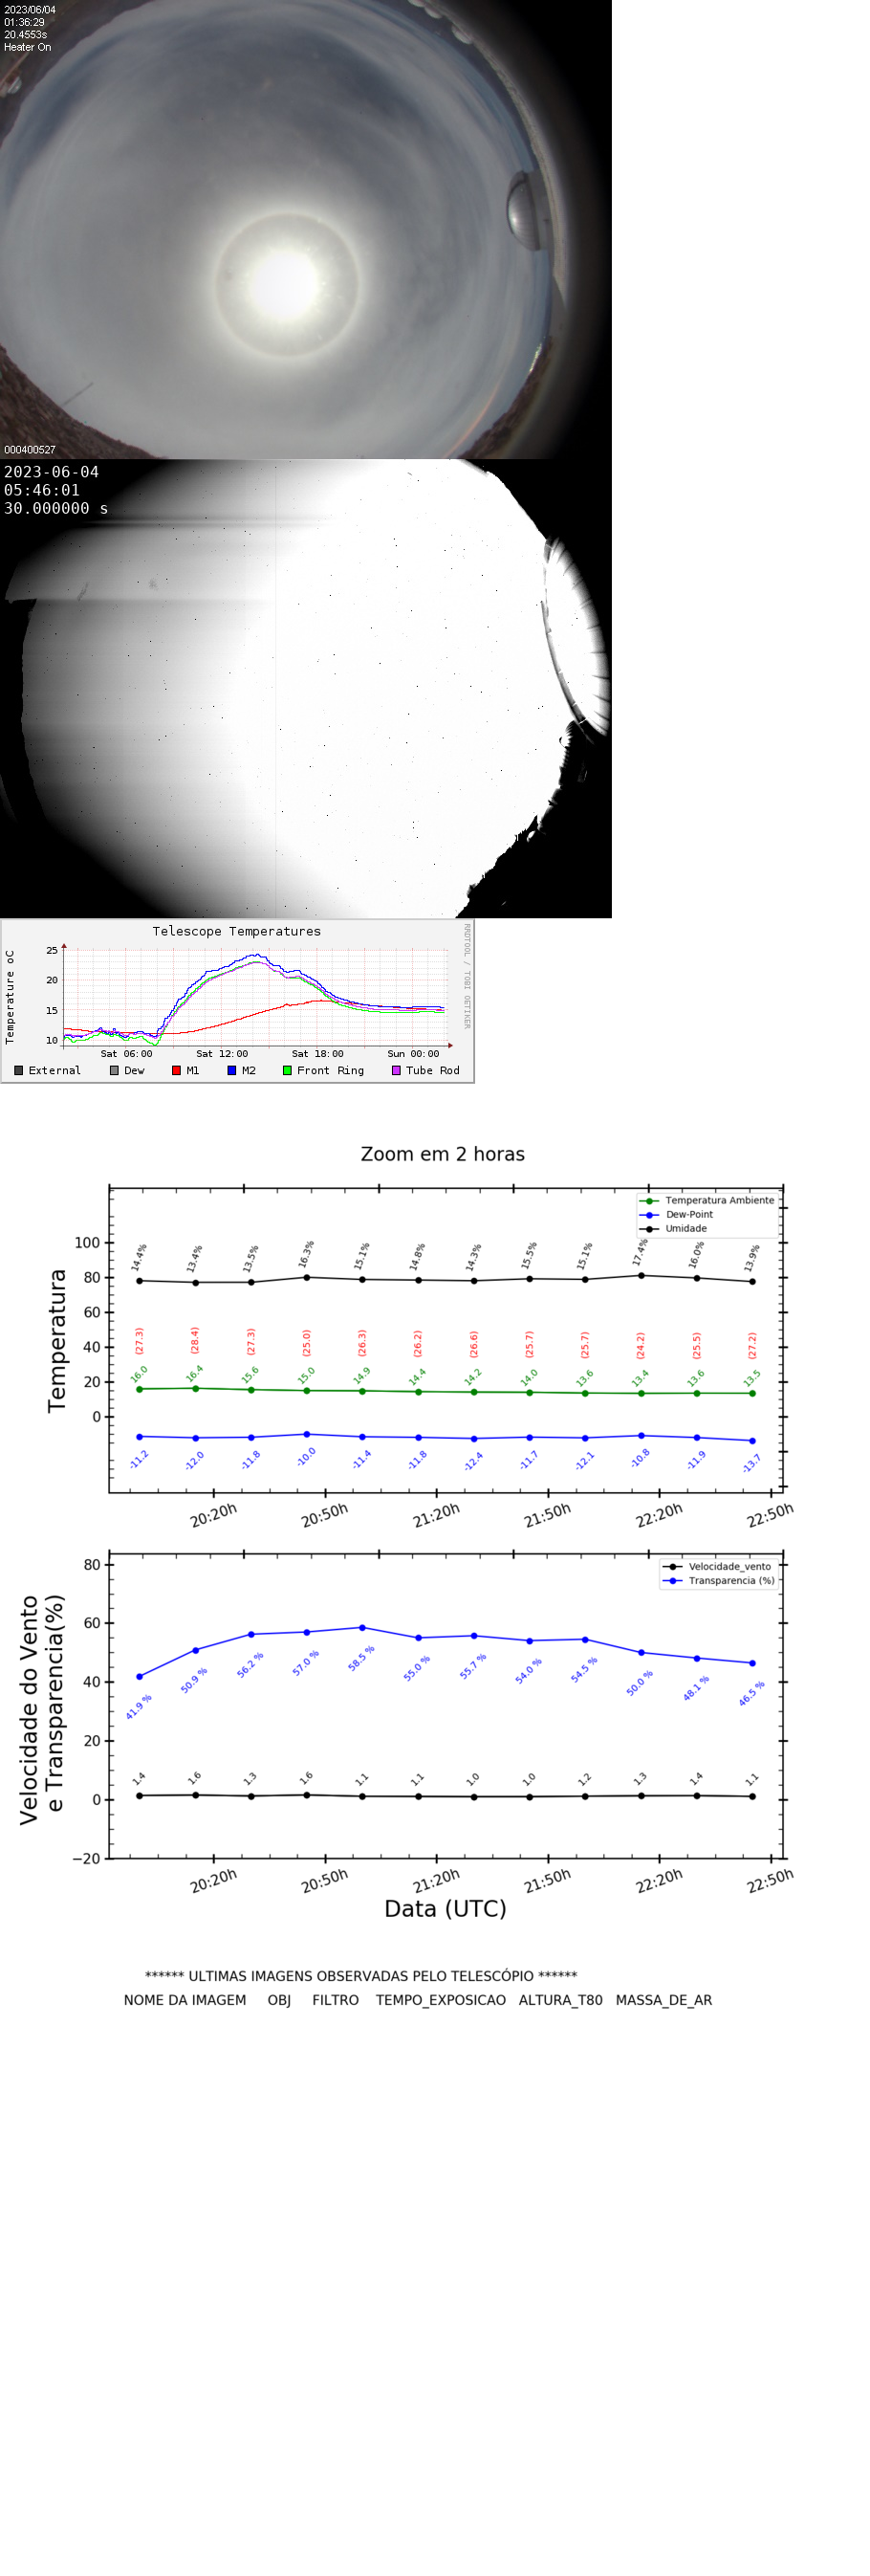 2023/06/04
01:36:29
20.4553s
Heater On
000400527
2023-06-04
05:46:01
30.000000 s
Telescope Temperatures
RRDTOOL / TOBI OETIKER
Temperature oC
25
20
15
10
Sat 06:00 Sat 12:00 Sat 18:00 Sun 00:00
External Dew M1 M2 Front Ring Tube Rod
Zoom em 2 horas
Temperatura Ambiente
Dew-Point
Umidade
Temperatura
100
80
60
40
20
0
14.4% 13.4% 13.5% 16.3% 15.1% 14.8% 14.3% 15.5% 15.1% 17.4% 16.0% 13.9%
(27.3) (28.4) (27.3) (25.0) (26.3) (26.2) (26.6) (25.7) (25.7) (24.2) (25.5) (27.2)
16.0 16.4 15.6 15.0 14.9 14.4 14.2 14.0 13.6 13.4 13.6 13.5
-11.2 -12.0 -11.8 -10.0 -11.4 -11.8 -12.4 -11.7 -12.1 -10.8 -11.9 -13.7
20:20h 20:50h 21:20h 21:50h 22:20h 22:50h
Velocidade_vento
Transparencia (%)
Velocidade do Vento
e Transparencia(%)
80
60
40
20
0
−20
41.9 % 50.9 % 56.2 % 57.0 % 58.5 % 55.0 % 55.7 % 54.0 % 54.5 % 50.0 % 48.1 % 46.5 %
1.4 1.6 1.3 1.6 1.1 1.1 1.0 1.0 1.2 1.3 1.4 1.1
20:20h 20:50h 21:20h 21:50h 22:20h 22:50h
Data (UTC)
****** ULTIMAS IMAGENS OBSERVADAS PELO TELESCÓPIO ******
NOME DA IMAGEM OBJ FILTRO TEMPO_EXPOSICAO ALTURA_T80 MASSA_DE_AR